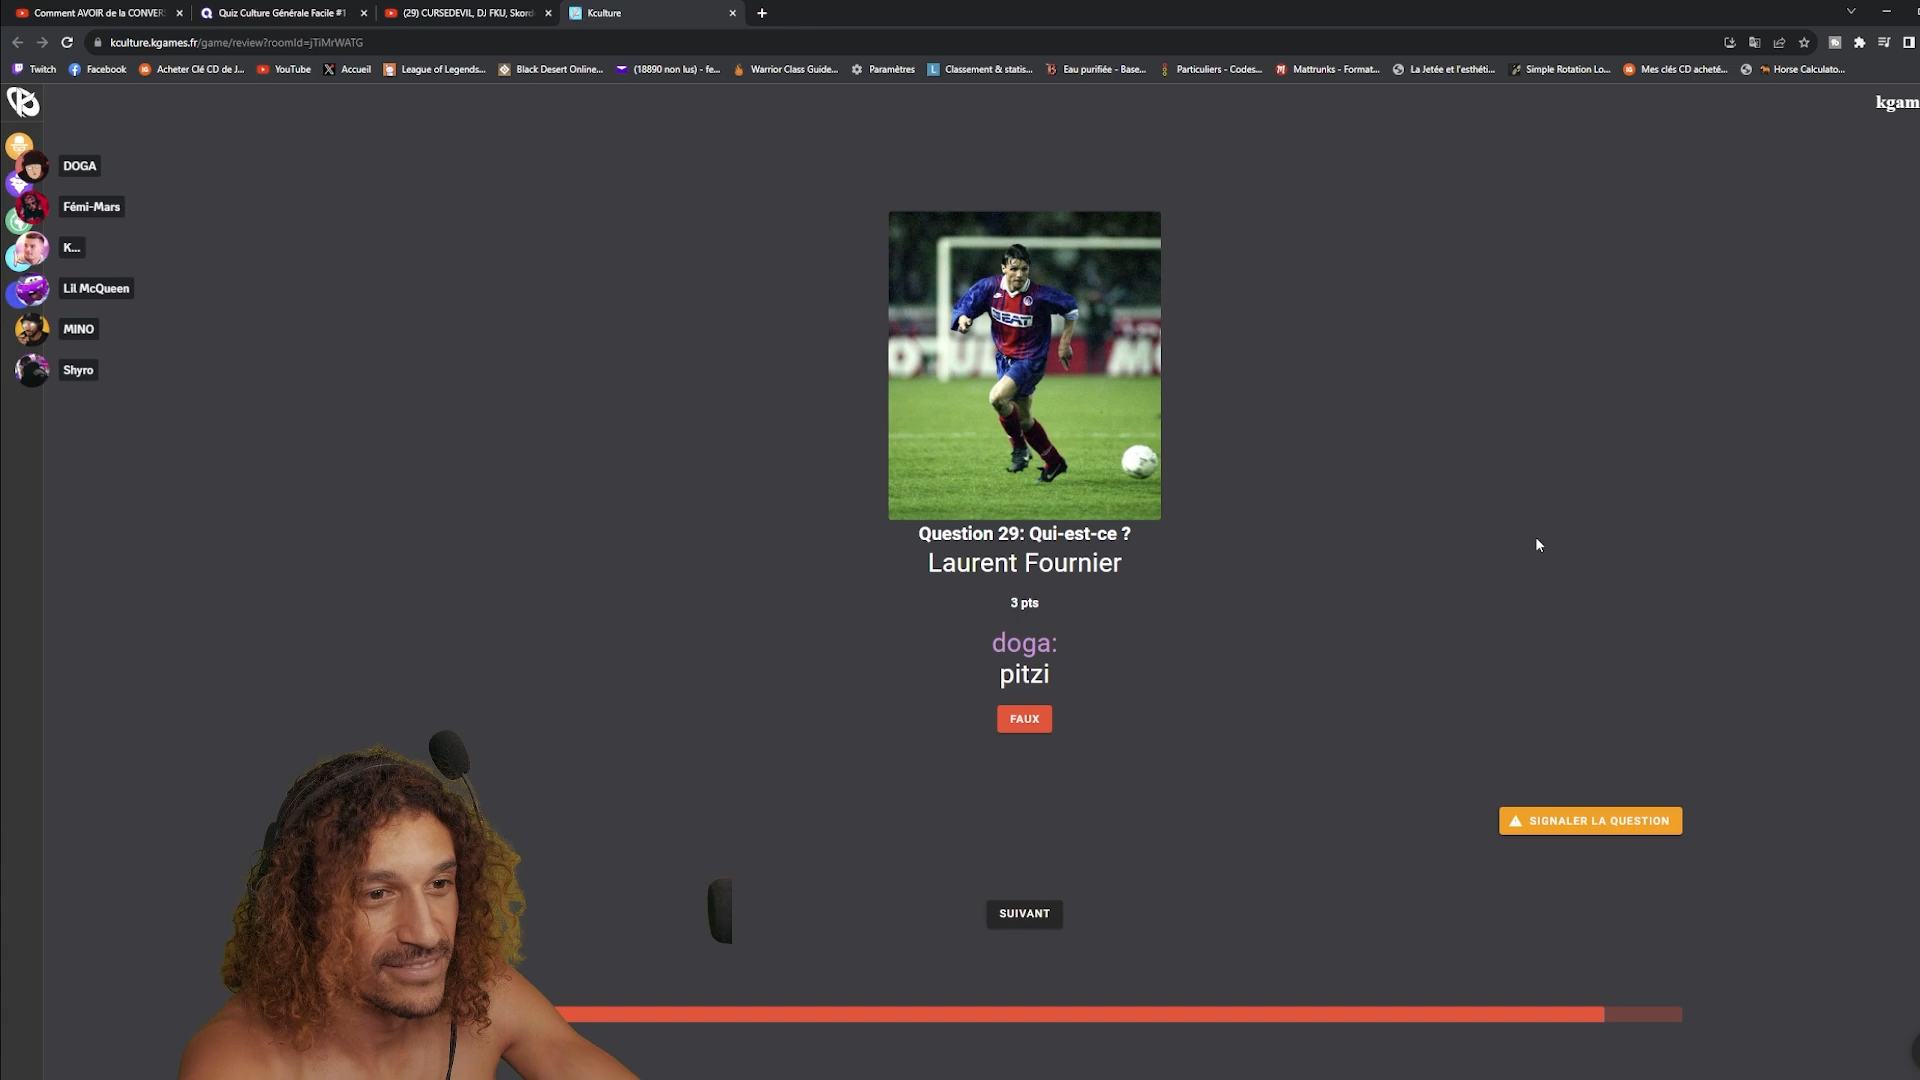 Comment AVOIR de la CONVER
Quiz Culture Générale Facile #1
(29) CURSEDEVIL, DJ FKU, Skord
Kculture
kculture.kgames.fr/game/review?roomId=jTiMrWATG
Twitch
Facebook
Acheter Clé CD de J...
YouTube
Accueil
League of Legends...
Black Desert Online...
(18890 non lus) - fe...
Warrior Class Guide...
Paramètres
Classement & statis...
Eau purifiée - Base...
Particuliers - Codes...
Mattrunks - Format...
La Jetée et l'esthéti...
Simple Rotation Lo...
Mes clés CD acheté...
Horse Calculato...
kgam
DOGA
Fémi-Mars
K...
Lil McQueen
MINO
Shyro
SEAT
Question 29: Qui-est-ce ?
Laurent Fournier
3 pts
doga:
pitzi
FAUX
SIGNALER LA QUESTION
SUIVANT